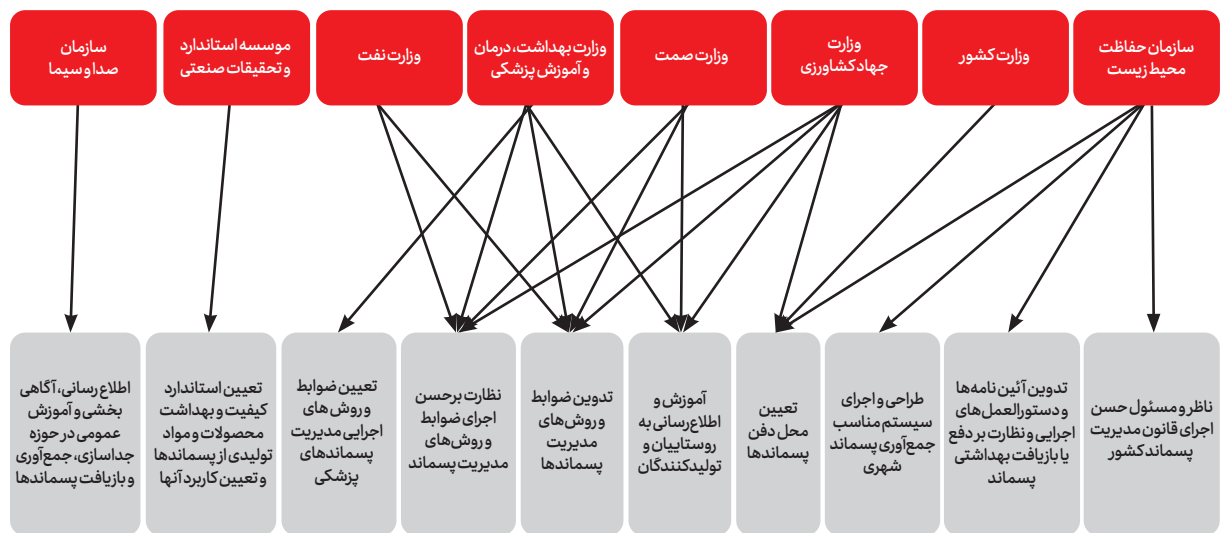 سازمان حفاظت
محیط زیست
وزارت کشور
وزارت
جهاد کشاورزی
وزارت صمت
وزارت بهداشت، درمان
و آموزش پزشکی
وزارت نفت
موسسه استاندارد
و تحقیقات صنعتی
سازمان
صدا و سیما
ناظر و مسئول حسن
اجرای قانون مدیریت
پسماند کشور
تدوین آئین نامه‌ها
و دستورالعمل‌های
اجرایی و نظارت بر دفع
یا بازیافت بهداشتی
پسماند
طراحی و اجرای
سیستم مناسب
جمع‌آوری پسماند
شهری
تعیین
محل دفن
پسماندها
آموزش و
اطلاع رسانی به
روستاییان و
تولیدکنندگان
تدوین ضوابط
و روش‌های
مدیریت
پسماندها
نظارت بر حسن
اجرای ضوابط
و روش‌های
مدیریت پسماند
تعیین ضوابط
و روش‌های
اجرایی مدیریت
پسماندهای
پزشکی
تعیین استاندارد
کیفیت و بهداشت
محصولات و مواد
تولیدی از پسماندها
و تعیین کاربرد آنها
اطلاع رسانی، آگاهی
بخشی و آموزش
عمومی در حوزه
جداسازی، جمع‌آوری
و بازیافت پسماندها